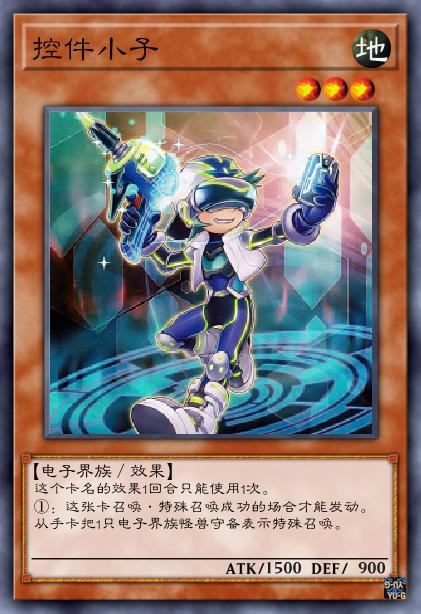 控件小子
地
【电子界族／效果】
这个卡名的效果1回合只能使用1次。
①：这张卡召唤·特殊召唤成功的场合才能发动。
从手卡把1只电子界族怪兽守备表示特殊召唤。
ATK/1500 DEF/ 900